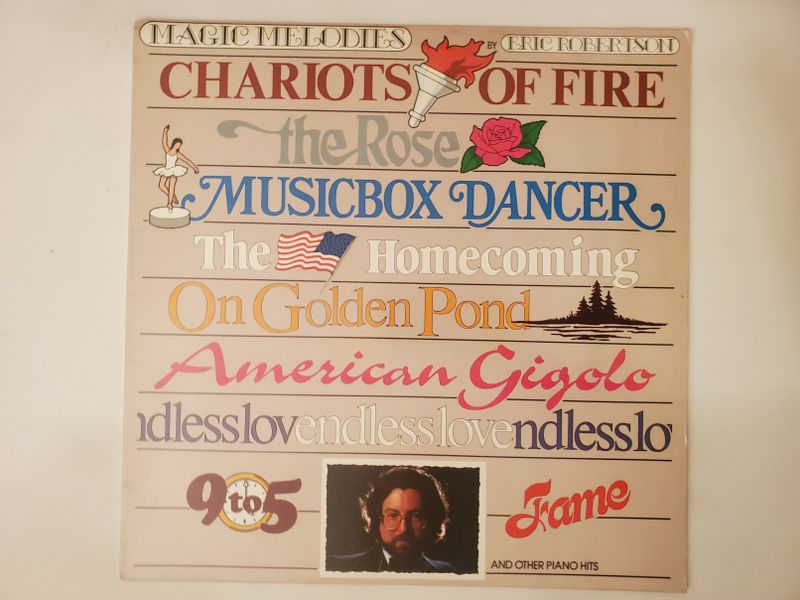 MAGIC MELODIES BY ERIC ROBERTSON
CHARIOTS OF FIRE
the Rose
MUSICBOX DANCER
The Homecoming
On Golden Pond
American Gigolo
ndlesslovendlesslovendlesslo
9 to 5
Fame
AND OTHER PIANO HITS